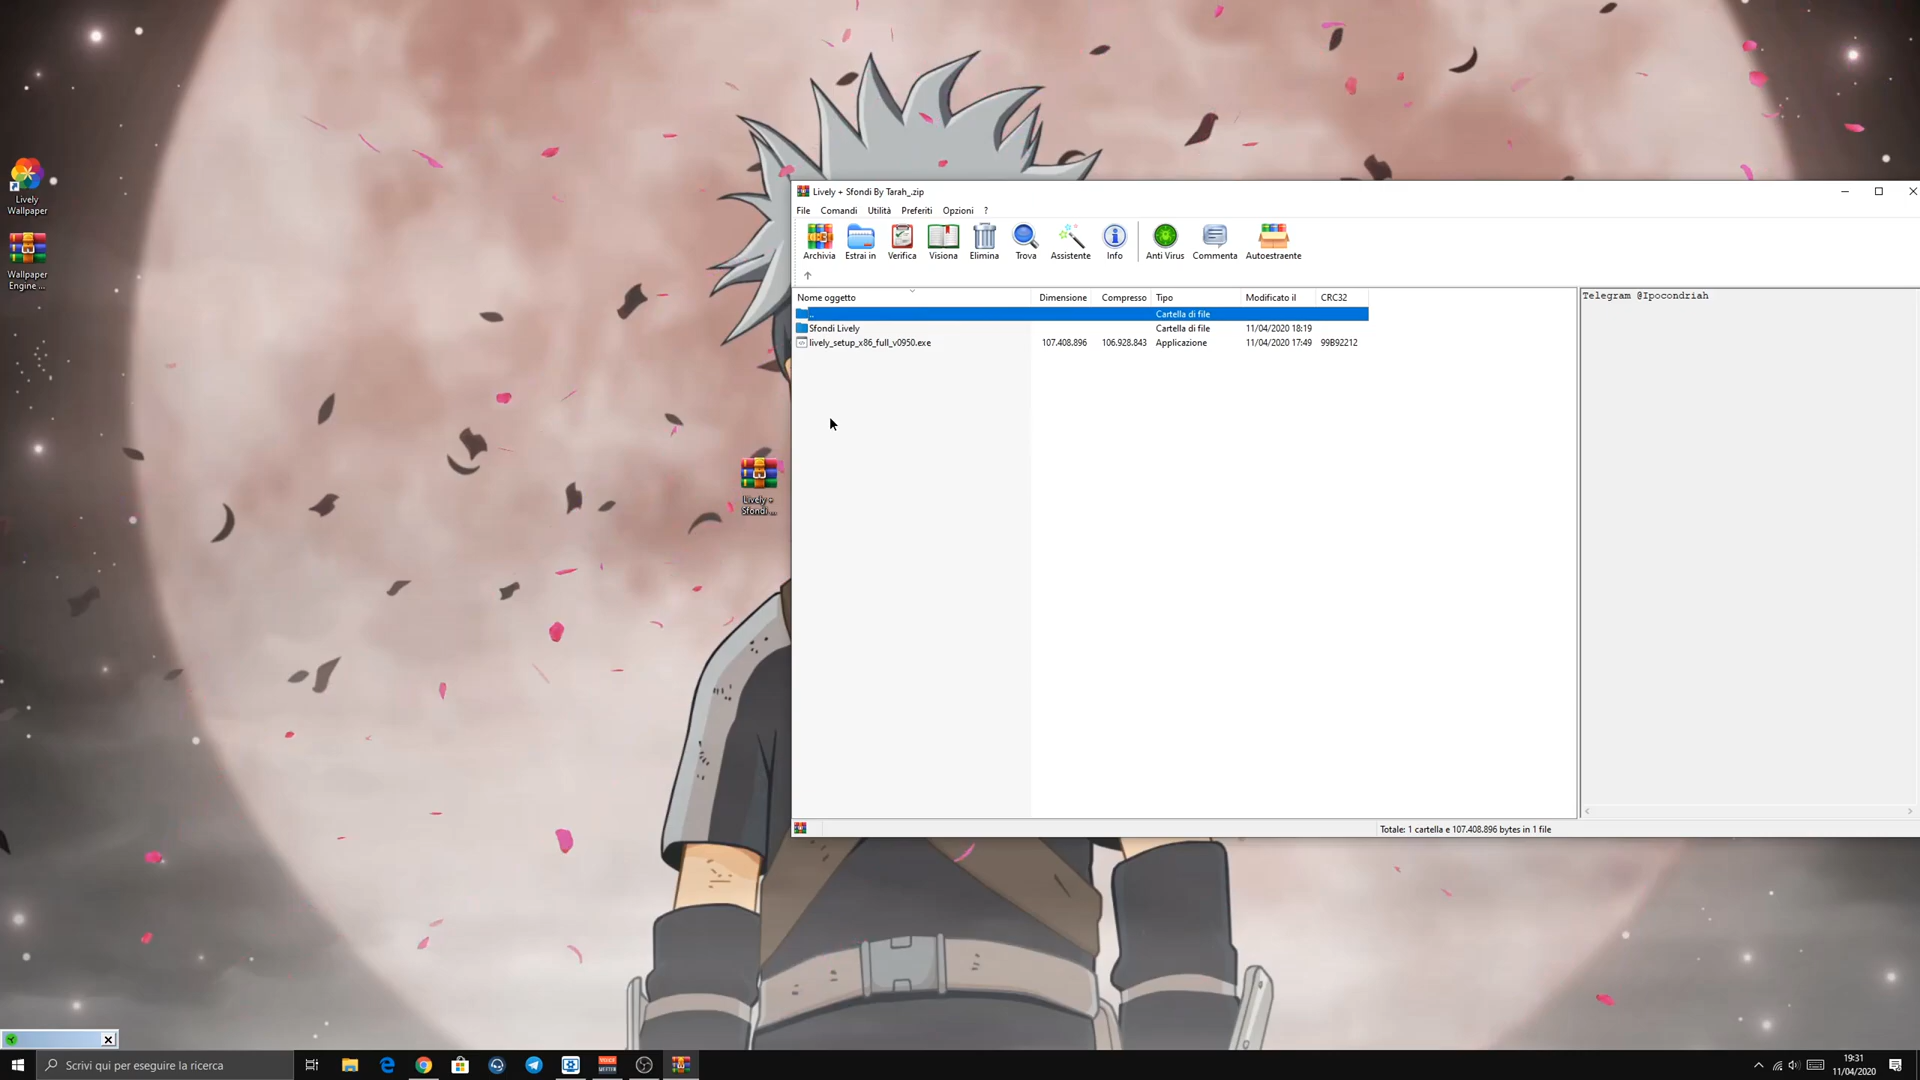 Lively
Wallpaper
Wallpaper
Engine ...
Lively +
Sfondi ...
Lively + Sfondi By Tarah_.zip
File Comandi Utilità Preferiti Opzioni ?
Archivia Estrai in Verifica Visiona Elimina Trova Assistente Info Anti Virus Commenta Autoestraente
Nome oggetto Dimensione Compresso Tipo Modificato il CRC32
.. Cartella di file
Sfondi Lively Cartella di file 11/04/2020 18:19
lively_setup_x86_full_v0950.exe 107.408.896 106.928.843 Applicazione 11/04/2020 17:49 99B92212
Telegram @Ipocondriah
Totale: 1 cartella e 107.408.896 bytes in 1 file
Scrivi qui per eseguire la ricerca
19:31
11/04/2020